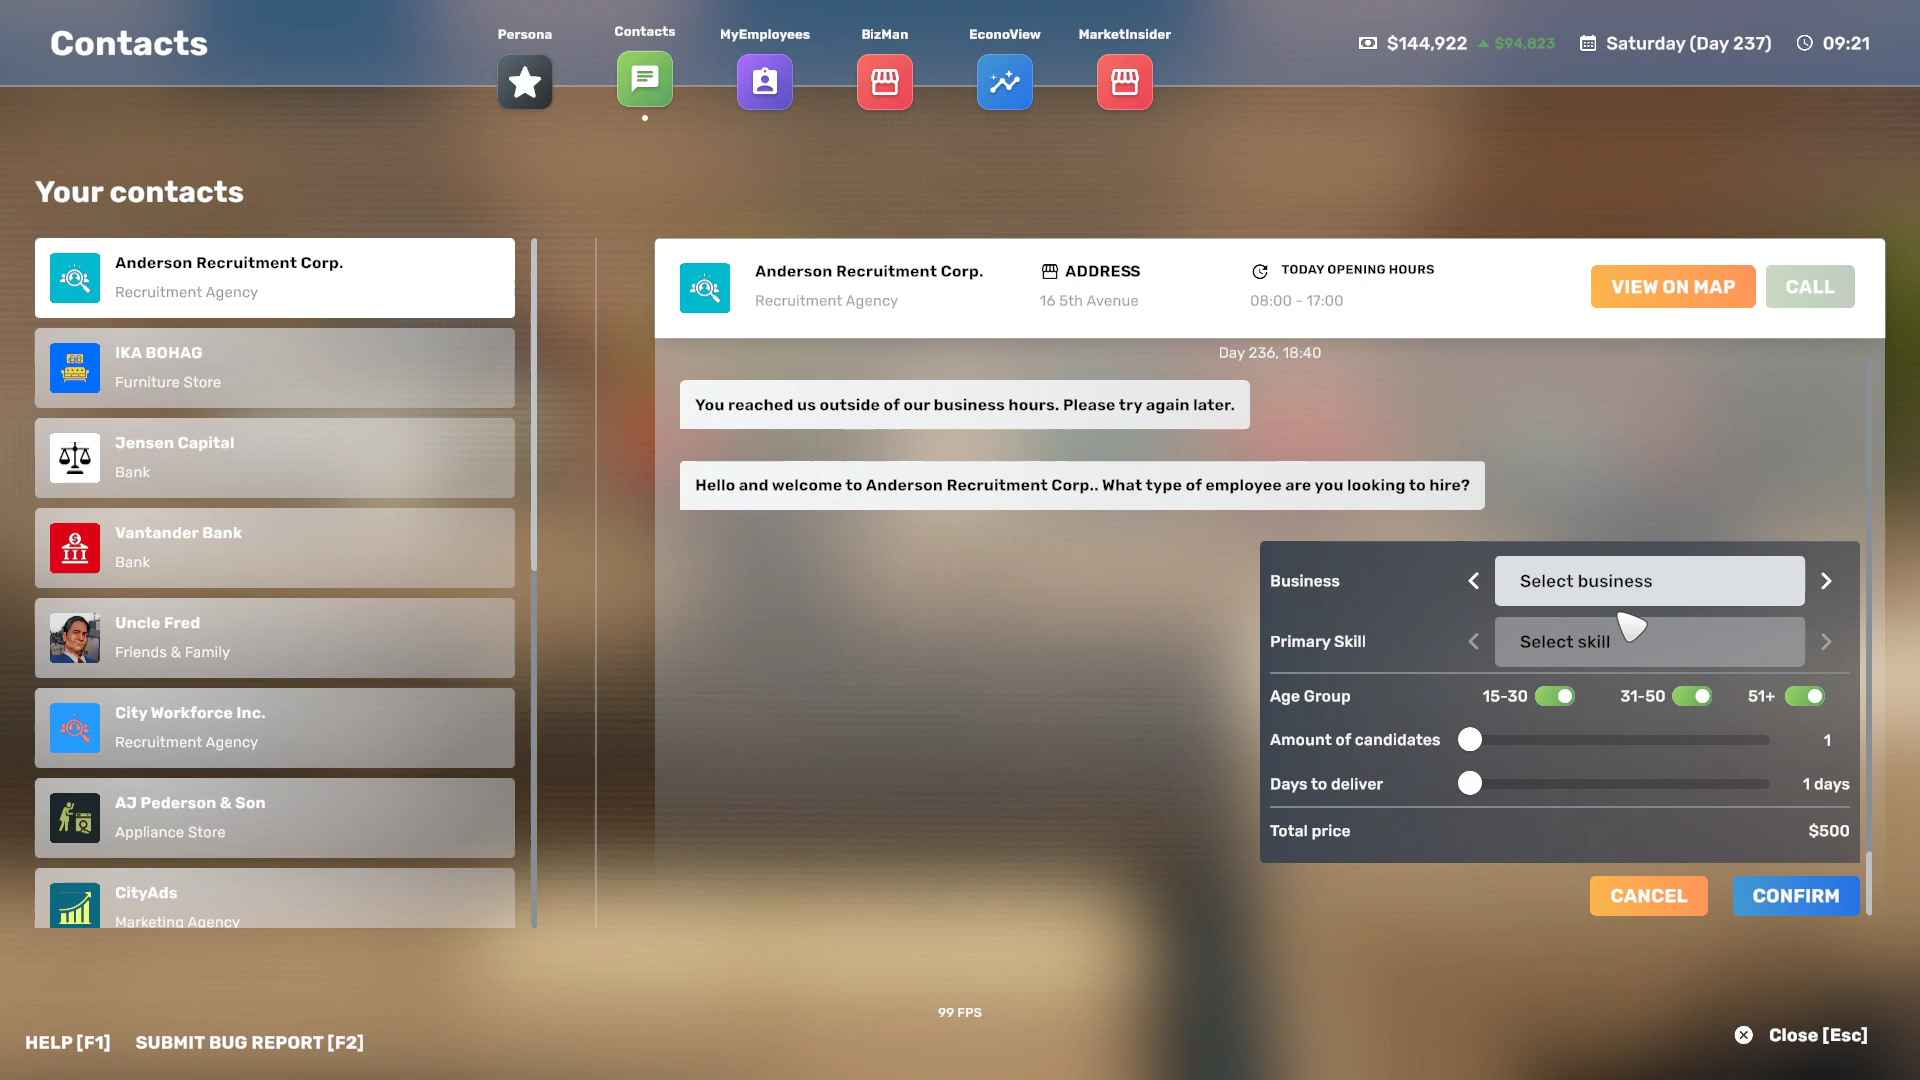 Contacts
Persona
Contacts
MyEmployees
BizMan
EconoView
MarketInsider
$144,922
$94,823
Saturday (Day 237)
09:21
Your contacts
Anderson Recruitment Corp.
Recruitment Agency
IKA BOHAG
Furniture Store
Jensen Capital
Bank
Vantander Bank
Bank
Uncle Fred
Friends & Family
City Workforce Inc.
Recruitment Agency
AJ Pederson & Son
Appliance Store
CityAds
Marketing Agency
Anderson Recruitment Corp.
Recruitment Agency
ADDRESS
16 5th Avenue
TODAY OPENING HOURS
08:00 - 17:00
VIEW ON MAP
CALL
Day 236, 18:40
You reached us outside of our business hours. Please try again later.
Hello and welcome to Anderson Recruitment Corp.. What type of employee are you looking to hire?
Business
Select business
Primary Skill
Select skill
Age Group
15-30
31-50
51+
Amount of candidates
1
Days to deliver
1 days
Total price
$500
CANCEL
CONFIRM
99 FPS
HELP [F1]
SUBMIT BUG REPORT [F2]
Close [Esc]